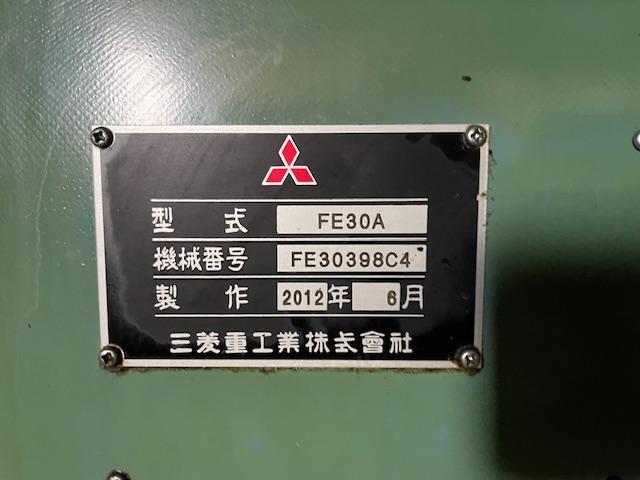 型 式 FE30A
機械番号 FE30398C4
製 作 2012年 6月
三菱重工業株式會社